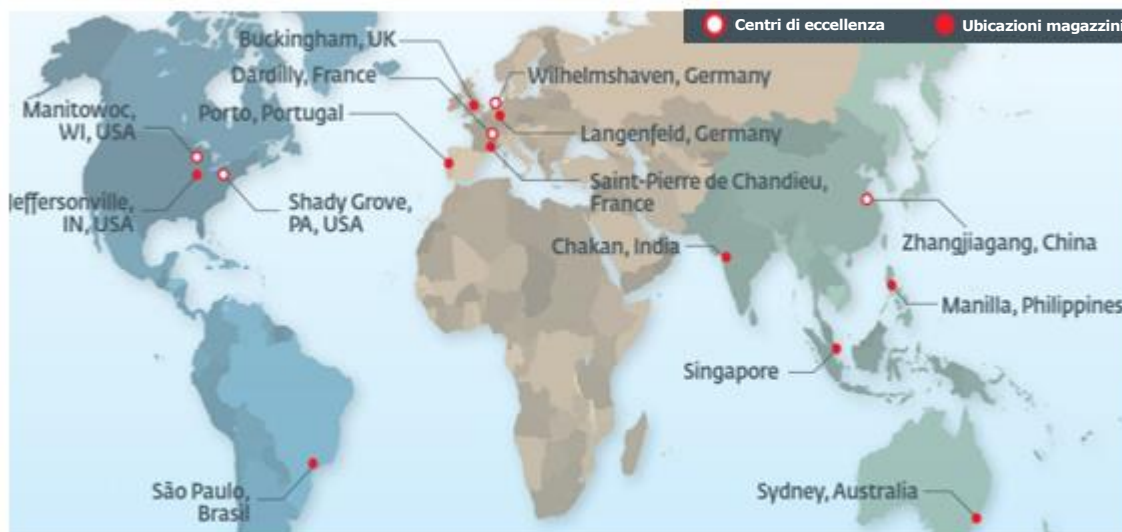 Centri di eccellenza
Ubicazioni magazzini
Buckingham, UK
Dardilly, France
Wilhelmshaven, Germany
Manitowoc,
WI, USA
Porto, Portugal
Langenfeld, Germany
Jeffersonville,
IN, USA
Shady Grove,
PA, USA
Saint-Pierre de Chandieu,
France
Chakan, India
Zhangjiagang, China
Manilla, Philippines
Singapore
São Paulo,
Brasil
Sydney, Australia